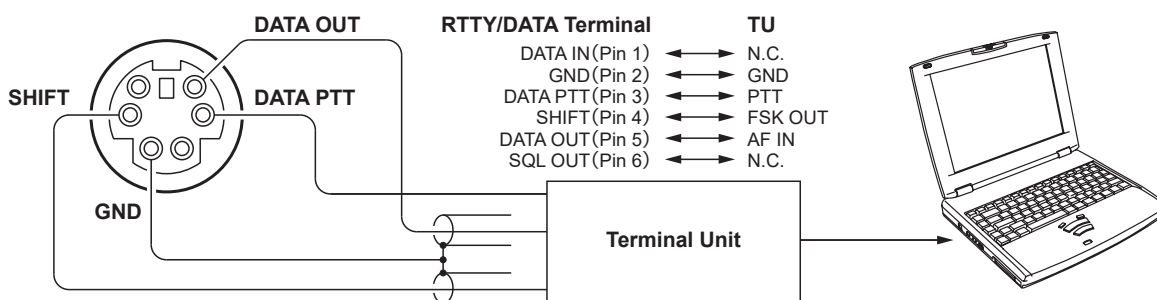 DATA OUT
SHIFT
DATA PTT
GND
RTTY/DATA Terminal TU
DATA IN(Pin 1) N.C.
GND(Pin 2) GND
DATA PTT(Pin 3) PTT
SHIFT(Pin 4) FSK OUT
DATA OUT(Pin 5) AF IN
SQL OUT(Pin 6) N.C.
Terminal Unit